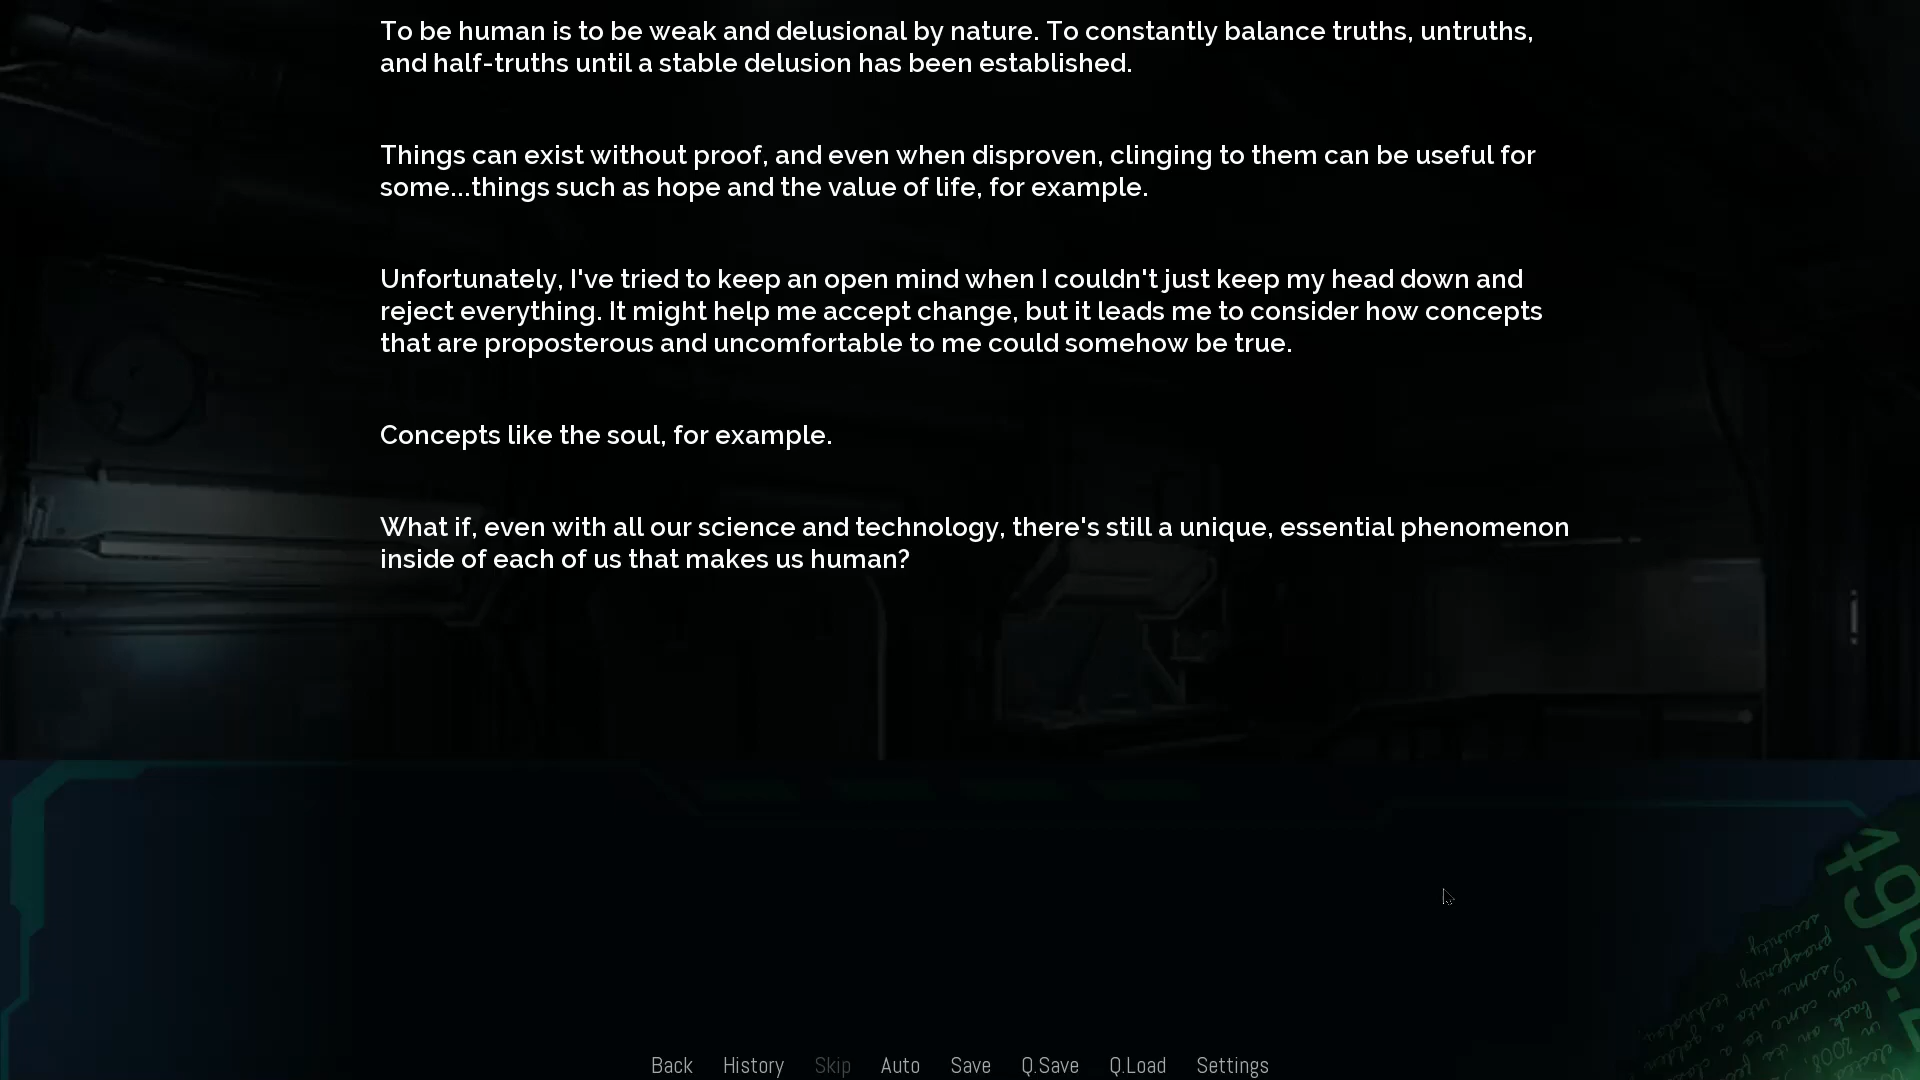 To be human is to be weak and delusional by nature. To constantly balance truths, untruths,
and half-truths until a stable delusion has been established.
Things can exist without proof, and even when disproven, clinging to them can be useful for
some...things such as hope and the value of life, for example.
Unfortunately, I've tried to keep an open mind when I couldn't just keep my head down and
reject everything. It might help me accept change, but it leads me to consider how concepts
that are proposterous and uncomfortable to me could somehow be true.
Concepts like the soul, for example.
What if, even with all our science and technology, there's still a unique, essential phenomenon
inside of each of us that makes us human?
195.
security
prosperity,
Back History Skip Auto Save Q.Save Q.Load Settings